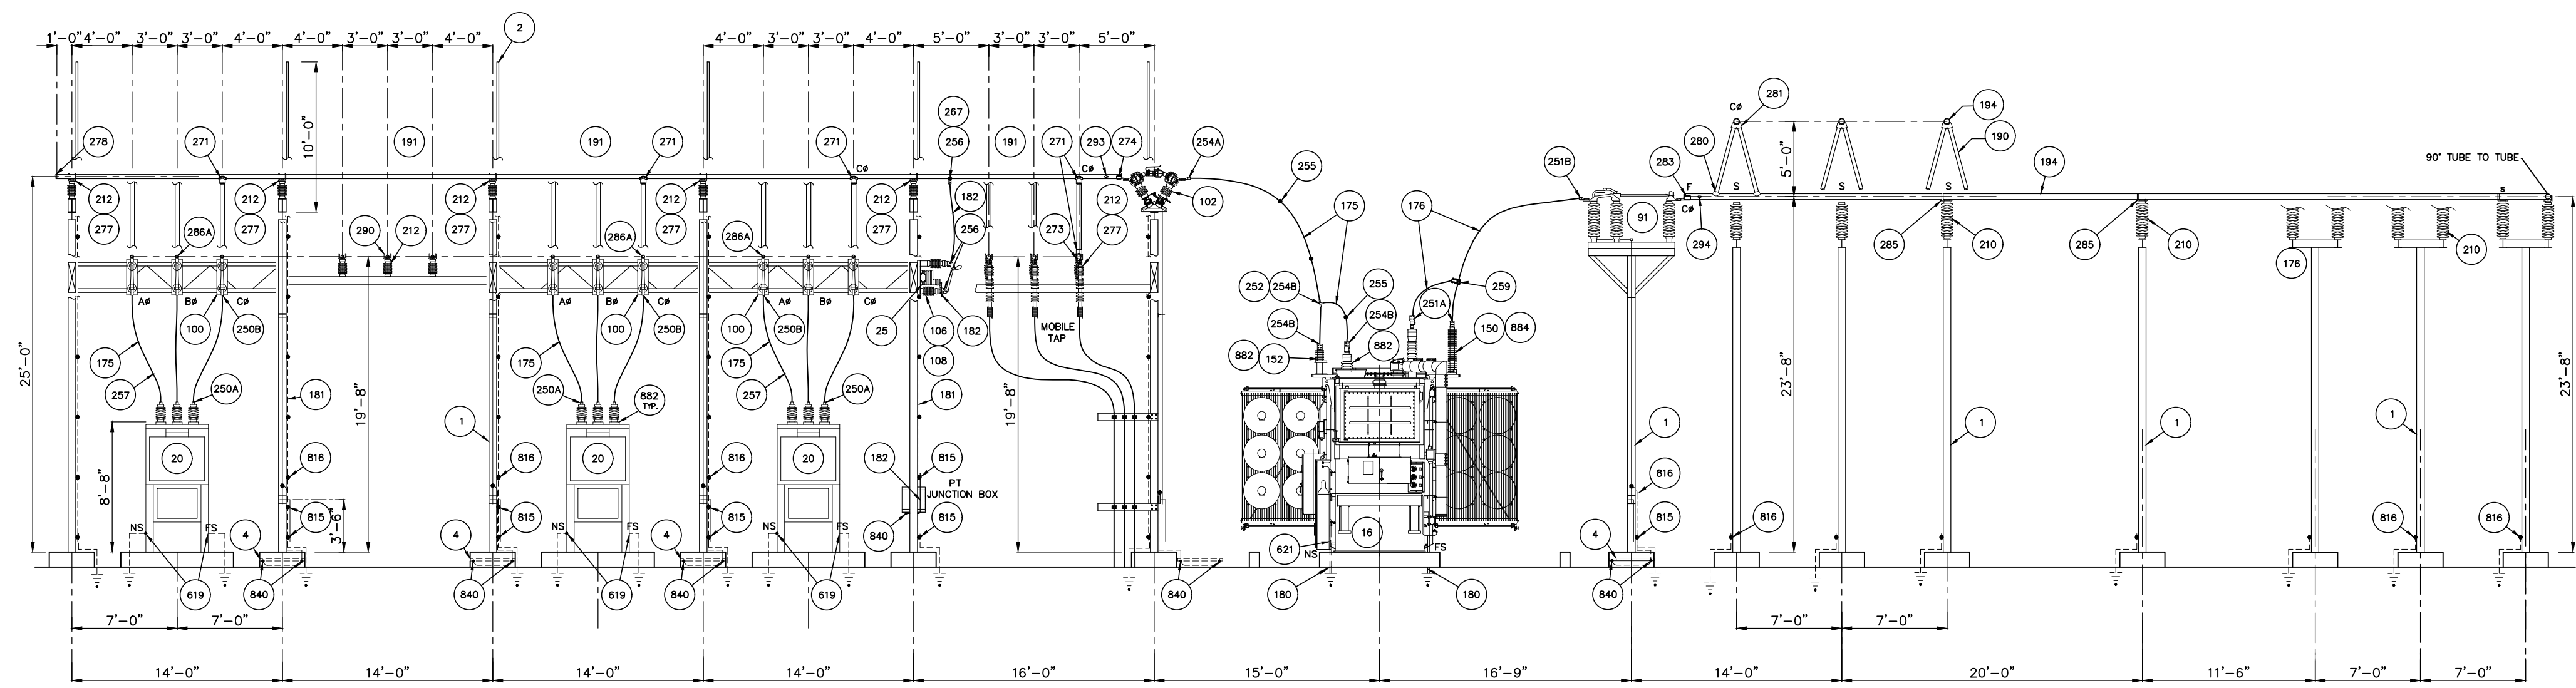 2
1'-0" 4'-0" 3'-0" 3'-0" 4'-0" 4'-0" 3'-0" 3'-0" 4'-0" 4'-0" 3'-0" 3'-0" 4'-0" 5'-0" 3'-0" 3'-0" 5'-0"
10'-0"
267
281
CØ
194
190
278 271 191 191 271 271 256 191 293 274 271 254A
5'-0"
90° TUBE TO TUBE
CØ CØ
255
251B 280 283
F S S S S
194
212 212 212 212 212 182 212 102
277 277 277 277 277 277
175 176 91 CØ
286A 290 212 286A 286A 256 273
294 285 210 285 210 210
176
AØ BØ CØ AØ BØ CØ AØ BØ CØ
252 254B 255 251A 259
100 250B 100 250B 100 250B 25 106 182
108
MOBILE
TAP
254B 254B 150 884
882 152 882
25'-0"
175 175 175
257 250A 181 19'-8" 250A 882 257 250A 181 19'-8"
TYP.
257
23'-8" 23'-8"
1 1 1 1 1
8'-8"
20 816 816 20 816 20 182 815
PT
JUNCTION BOX
816
NS FS 815 3'-6" 815 NS FS 815 NS FS 840 815
16 815 816 816 816
4 4 4 621 NS FS 4
619 840 840 619 840 619 840 180 180 840
7'-0" 7'-0" 7'-0" 7'-0"
14'-0" 14'-0" 14'-0" 14'-0" 16'-0" 15'-0" 16'-9" 14'-0" 20'-0" 11'-6" 7'-0" 7'-0"